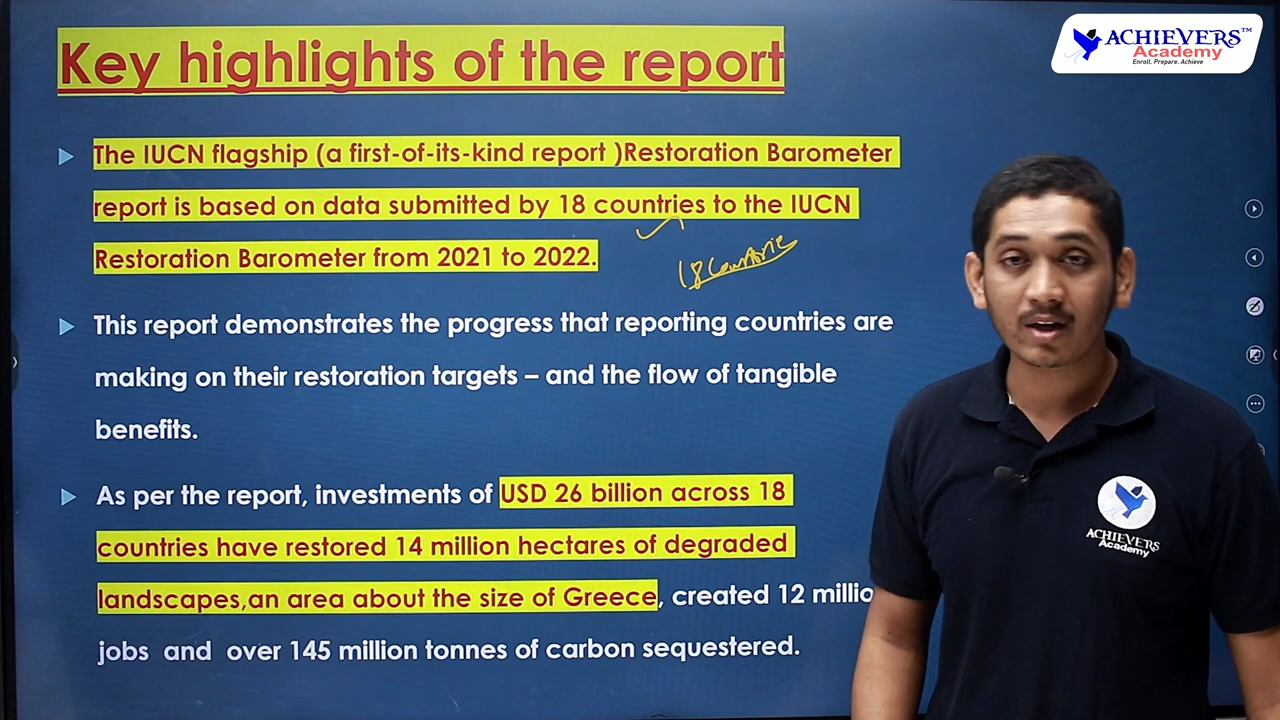 Key highlights of the report
ACHIEVERS™
Academy
Enroll. Prepare. Achieve
The IUCN flagship (a first-of-its-kind report )Restoration Barometer
report is based on data submitted by 18 countries to the IUCN
Restoration Barometer from 2021 to 2022.
18 Countries
This report demonstrates the progress that reporting countries are
making on their restoration targets – and the flow of tangible
benefits.
As per the report, investments of USD 26 billion across 18
countries have restored 14 million hectares of degraded
landscapes,an area about the size of Greece, created 12 millio
jobs and over 145 million tonnes of carbon sequestered.
ACHIEVERS
Academy